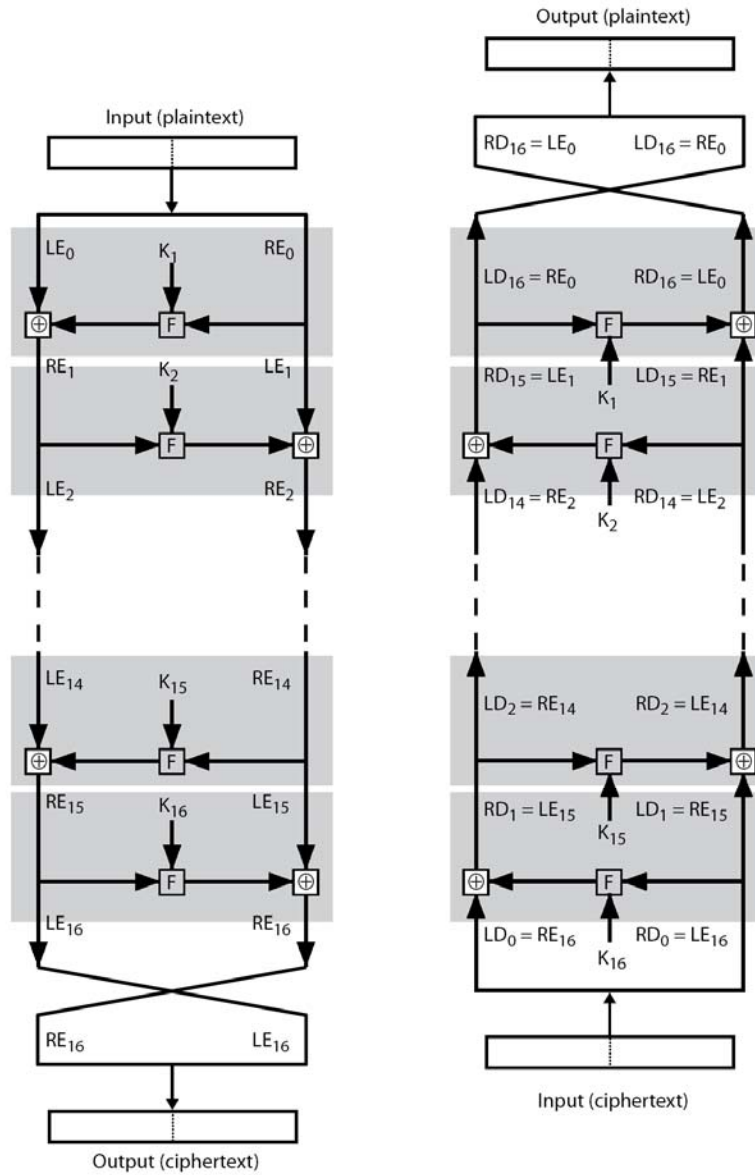 Input (plaintext)
LE₀ K₁ RE₀
F
RE₁ K₂ LE₁
F
LE₂ RE₂
LE₁₄ K₁₅ RE₁₄
F
RE₁₅ K₁₆ LE₁₅
F
LE₁₆ RE₁₆
RE₁₆ LE₁₆
Output (ciphertext)
Output (plaintext)
RD₁₆ = LE₀ LD₁₆ = RE₀
LD₁₆ = RE₀ RD₁₆ = LE₀
F
RD₁₅ = LE₁ K₁ LD₁₅ = RE₁
F
LD₁₄ = RE₂ K₂ RD₁₄ = LE₂
LD₂ = RE₁₄ RD₂ = LE₁₄
F
RD₁ = LE₁₅ K₁₅ LD₁ = RE₁₅
F
LD₀ = RE₁₆ K₁₆ RD₀ = LE₁₆
Input (ciphertext)